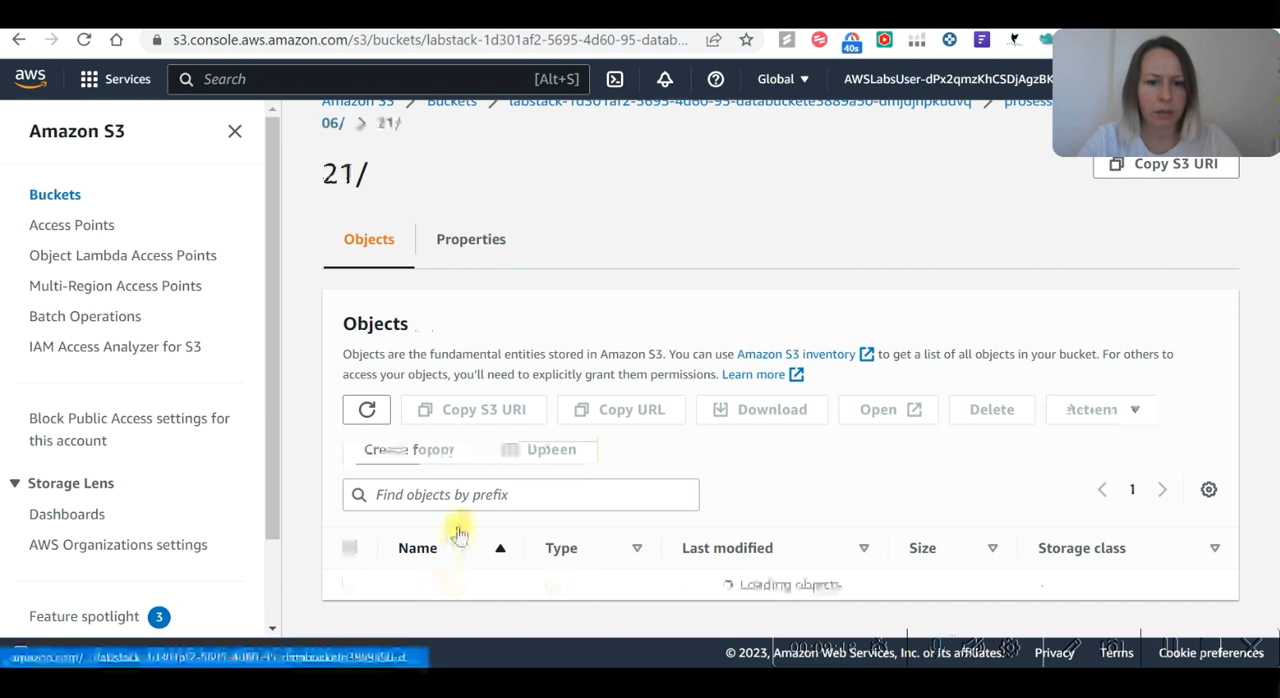 s3.console.aws.amazon.com/s3/buckets/labstack-1d301af2-5695-4d60-95-datab...
40s
aws
Services
Search
[Alt+S]
Global
AWSLabsUser-dPx2qmzKhCSDjAgzBK
Amazon S3
Amazon S3
Buckets
06/
21/
21/
Copy S3 URI
Buckets
Access Points
Object Lambda Access Points
Multi-Region Access Points
Batch Operations
IAM Access Analyzer for S3
Block Public Access settings for
this account
Storage Lens
Dashboards
AWS Organizations settings
Feature spotlight
3
Objects
Properties
Objects
Objects are the fundamental entities stored in Amazon S3. You can use Amazon S3 inventory to get a list of all objects in your bucket. For others to
access your objects, you'll need to explicitly grant them permissions. Learn more
Copy S3 URI
Copy URL
Download
Open
Delete
Find objects by prefix
1
Name
Type
Last modified
Size
Storage class
Loading objects
© 2023, Amazon Web Services, Inc. or its affiliates.
Privacy
Terms
Cookie preferences